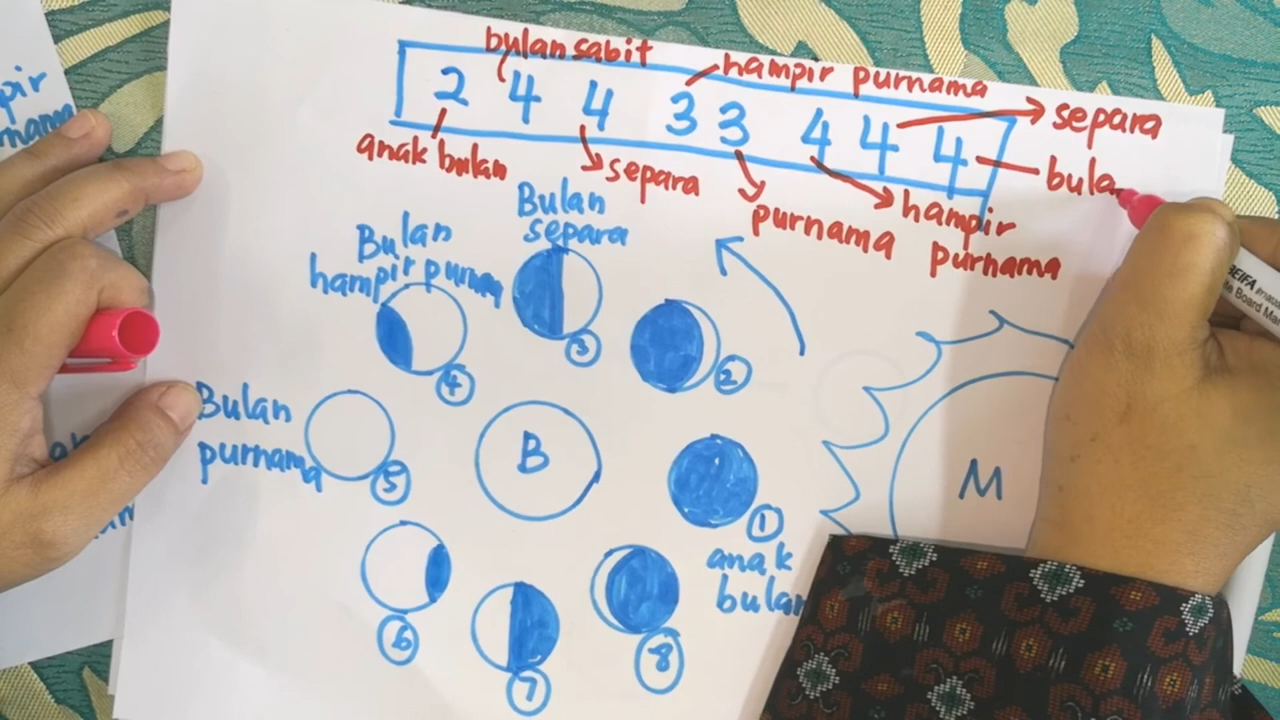 bulan sabit
hampir purnama
2 4 4 3 3 4 4 4
separa
anak bulan
separa
bula
purnama
hampir
purnama
Bulan
separa
Bulan
hampir purnama
3
2
4
Bulan
purnama
5
B
M
1
anak
bulan
6
7
8
pir
rnama
an